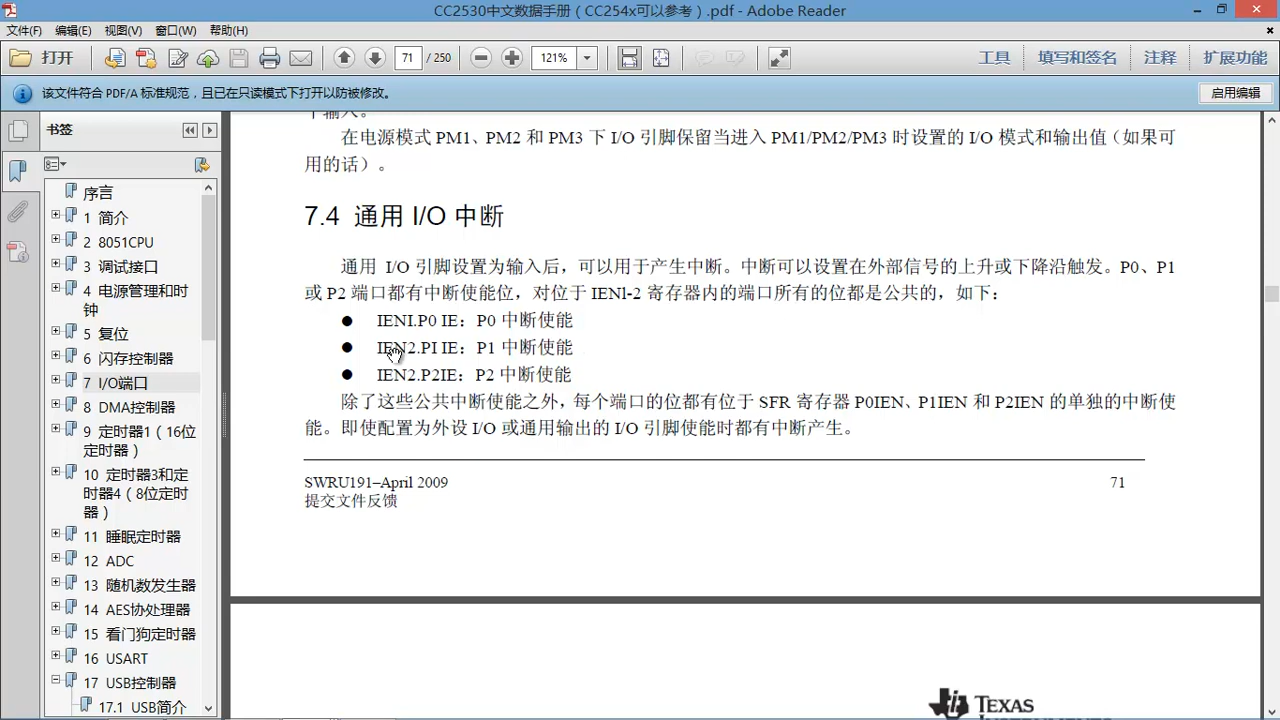 CC2530中文数据手册（CC254x可以参考）.pdf - Adobe Reader
文件(F) 编辑(E) 视图(V) 窗口(W) 帮助(H)
打开 71 / 250 121% 工具 填写和签名 注释 扩展功能
该文件符合 PDF/A 标准规范，且已在只读模式下打开以防被修改。 启用编辑
书签
序言
1 简介
2 8051CPU
3 调试接口
4 电源管理和时
钟
5 复位
6 闪存控制器
7 I/O端口
8 DMA控制器
9 定时器1（16位
定时器）
10 定时器3和定
时器4（8位定时
器）
11 睡眠定时器
12 ADC
13 随机数发生器
14 AES协处理器
15 看门狗定时器
16 USART
17 USB控制器
17.1 USB简介
个输入。
在电源模式 PM1、PM2 和 PM3 下 I/O 引脚保留当进入 PM1/PM2/PM3 时设置的 I/O 模式和输出值（如果可
用的话）。
7.4 通用 I/O 中断
通用 I/O 引脚设置为输入后，可以用于产生中断。中断可以设置在外部信号的上升或下降沿触发。P0、P1
或 P2 端口都有中断使能位，对位于 IENl-2 寄存器内的端口所有的位都是公共的，如下：
● IENI.P0 IE：P0 中断使能
● IEN2.PI IE：P1 中断使能
● IEN2.P2IE：P2 中断使能
除了这些公共中断使能之外，每个端口的位都有位于 SFR 寄存器 P0IEN、P1IEN 和 P2IEN 的单独的中断使
能。即使配置为外设 I/O 或通用输出的 I/O 引脚使能时都有中断产生。
SWRU191–April 2009 71
提交文件反馈
TEXAS